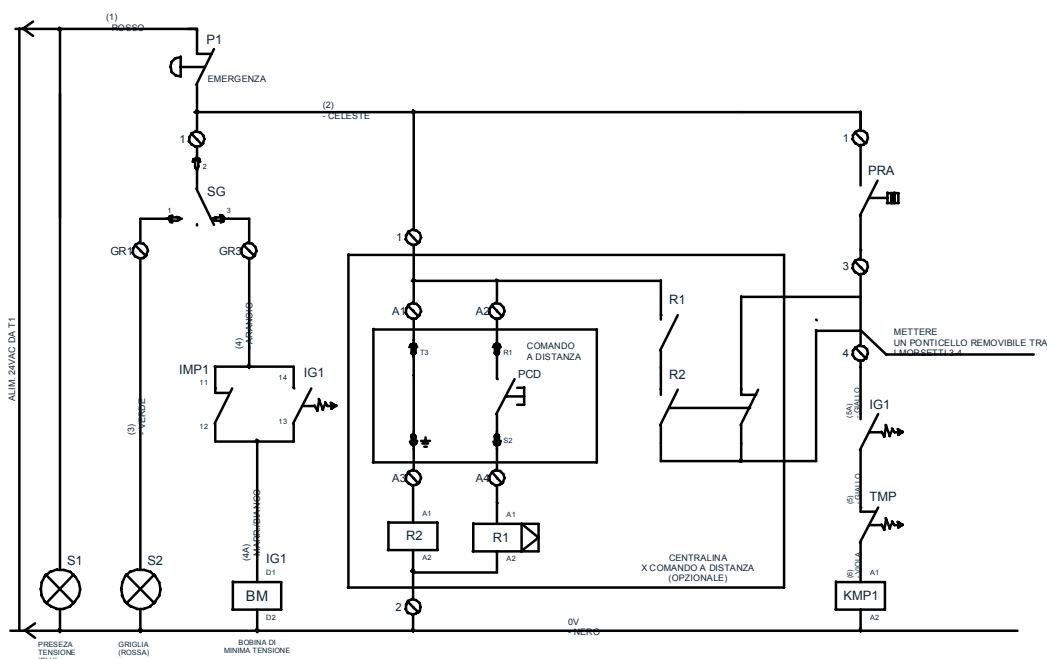 (1)
- ROSSO
P1
EMERGENZA
(2)
- CELESTE
1
2
SG
1
3
GR1
GR3
1
PRA
3
METTERE
UN PONTICELLO REMOVIBILE TRA
I MORSETTI 3-4
4
(5A)
- GIALLO
IG1
(5)
- GIALLO
TMP
(6)
- VIOLA
A1
KMP1
A2
1
A1
A2
R1
COMANDO
A DISTANZA
T3
R1
PCD
R2
S2
A3
A4
A1
R2
A2
A1
R1
A2
CENTRALINA
X COMANDO A DISTANZA
(OPZIONALE)
2
ALIM. 24VAC DA T1
(4)
- ARANCIO
IMP1
11
12
14
IG1
13
(3)
- VERDE
(4A)
- MARR./BIANCO
IG1
D1
BM
D2
S1
S2
0V
- NERO
PRESEZA
TENSIONE
GRIGLIA
(ROSSA)
BOBINA DI
MINIMA TENSIONE